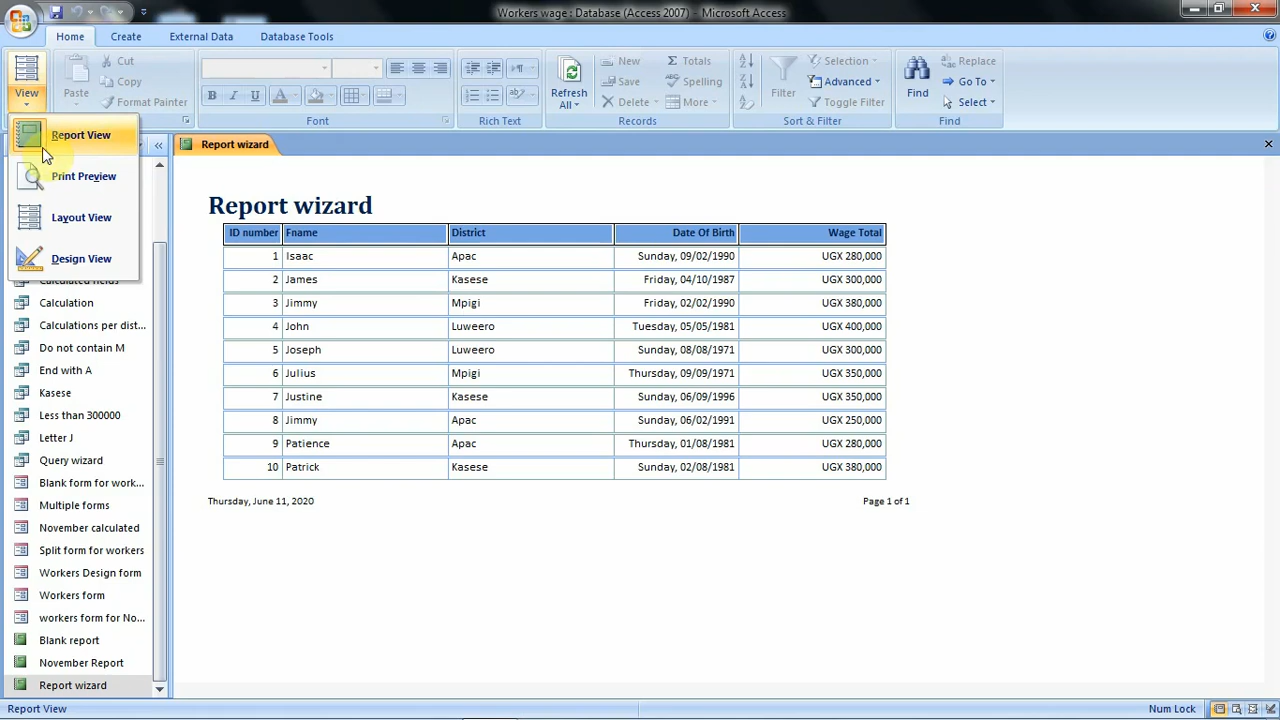 Workers wage : Database (Access 2007) - Microsoft Access
Home Create External Data Database Tools
View
Paste
Cut
Copy
Format Painter
Font
Rich Text
Refresh All
New
Save
Delete
Totals
Spelling
More
Records
Filter
Selection
Advanced
Toggle Filter
Sort & Filter
Find
Replace
Go To
Select
Find
Report View
Print Preview
Layout View
Design View
Calculation
Calculations per dist...
Do not contain M
End with A
Kasese
Less than 300000
Letter J
Query wizard
Blank form for work...
Multiple forms
November calculated
Split form for workers
Workers Design form
Workers form
workers form for No...
Blank report
November Report
Report wizard
Report wizard
Report wizard
ID number Fname District Date Of Birth Wage Total
1 Isaac Apac Sunday, 09/02/1990 UGX 280,000
2 James Kasese Friday, 04/10/1987 UGX 300,000
3 Jimmy Mpigi Friday, 02/02/1990 UGX 380,000
4 John Luweero Tuesday, 05/05/1981 UGX 400,000
5 Joseph Luweero Sunday, 08/08/1971 UGX 300,000
6 Julius Mpigi Thursday, 09/09/1971 UGX 350,000
7 Justine Kasese Sunday, 06/09/1996 UGX 350,000
8 Jimmy Apac Sunday, 06/02/1991 UGX 250,000
9 Patience Apac Thursday, 01/08/1981 UGX 280,000
10 Patrick Kasese Sunday, 02/08/1981 UGX 380,000
Thursday, June 11, 2020 Page 1 of 1
Report View Num Lock